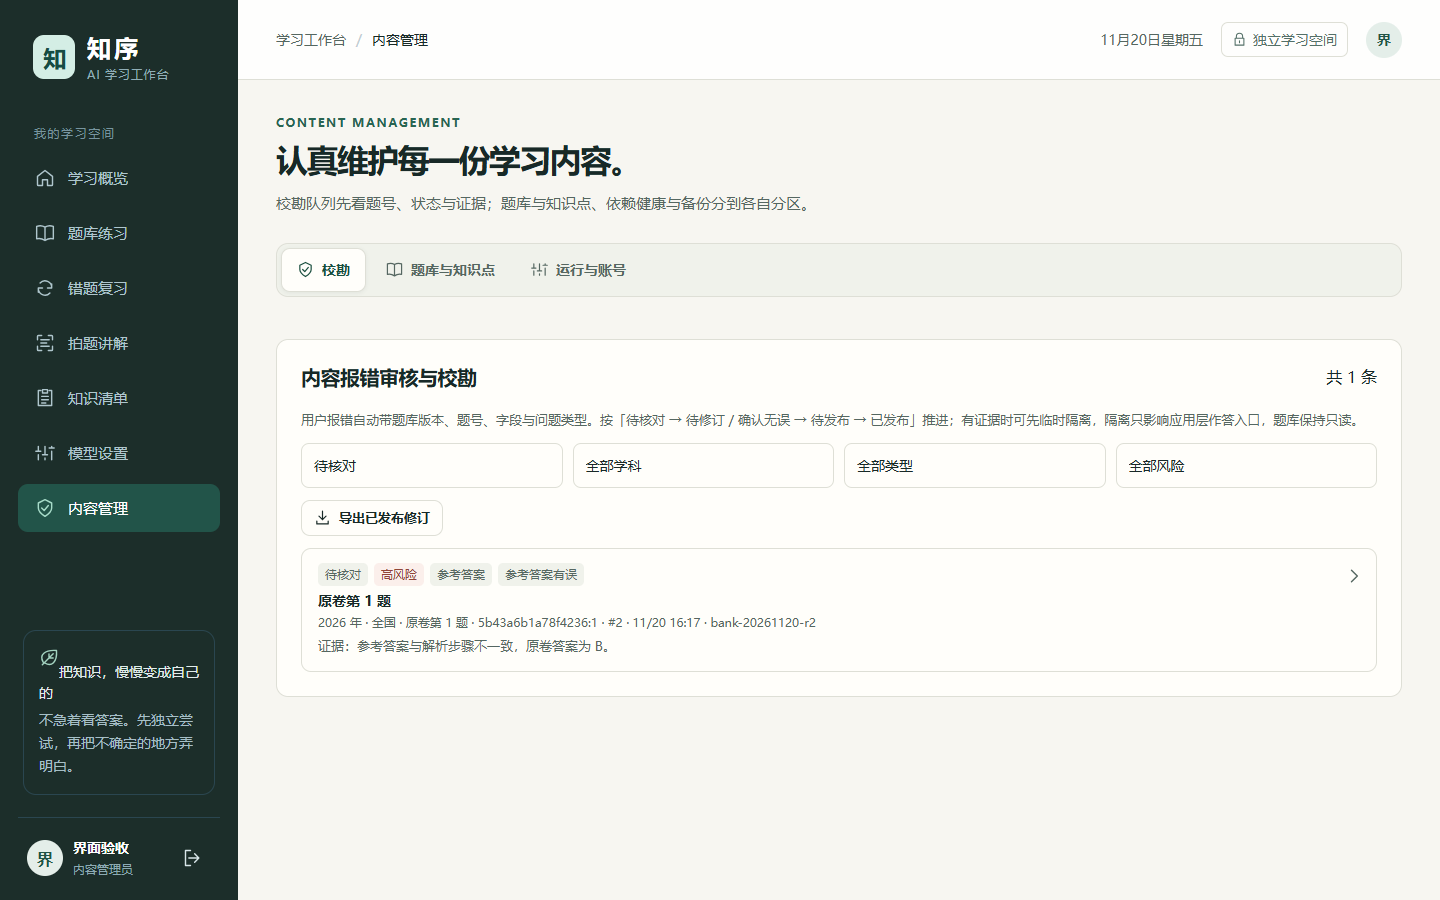 知
知序
AI 学习工作台
我的学习空间
学习概览
题库练习
错题复习
拍题讲解
知识清单
模型设置
内容管理
把知识，慢慢变成自己的
不急着看答案。先独立尝
试，再把不确定的地方弄
明白。
界
界面验收
内容管理员
学习工作台 / 内容管理
11月20日星期五
独立学习空间
界
CONTENT MANAGEMENT
认真维护每一份学习内容。
校勘队列先看题号、状态与证据；题库与知识点、依赖健康与备份分到各自分区。
校勘
题库与知识点
运行与账号
内容报错审核与校勘
共 1 条
用户报错自动带题库版本、题号、字段与问题类型。按「待核对 → 待修订 / 确认无误 → 待发布 → 已发布」推进；有证据时可先临时隔离，隔离只影响应用层作答入口，题库保持只读。
待核对
全部学科
全部类型
全部风险
导出已发布修订
待核对 高风险 参考答案 参考答案有误
原卷第 1 题
2026 年 · 全国 · 原卷第 1 题 · 5b43a6b1a78f4236:1 · #2 · 11/20 16:17 · bank-20261120-r2
证据：参考答案与解析步骤不一致，原卷答案为 B。